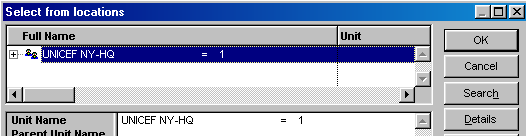 Select from locations
Full Name Unit
UNICEF NY-HQ = 1
OK
Cancel
Search
Details
Unit Name UNICEF NY-HQ = 1
Parent Unit Name